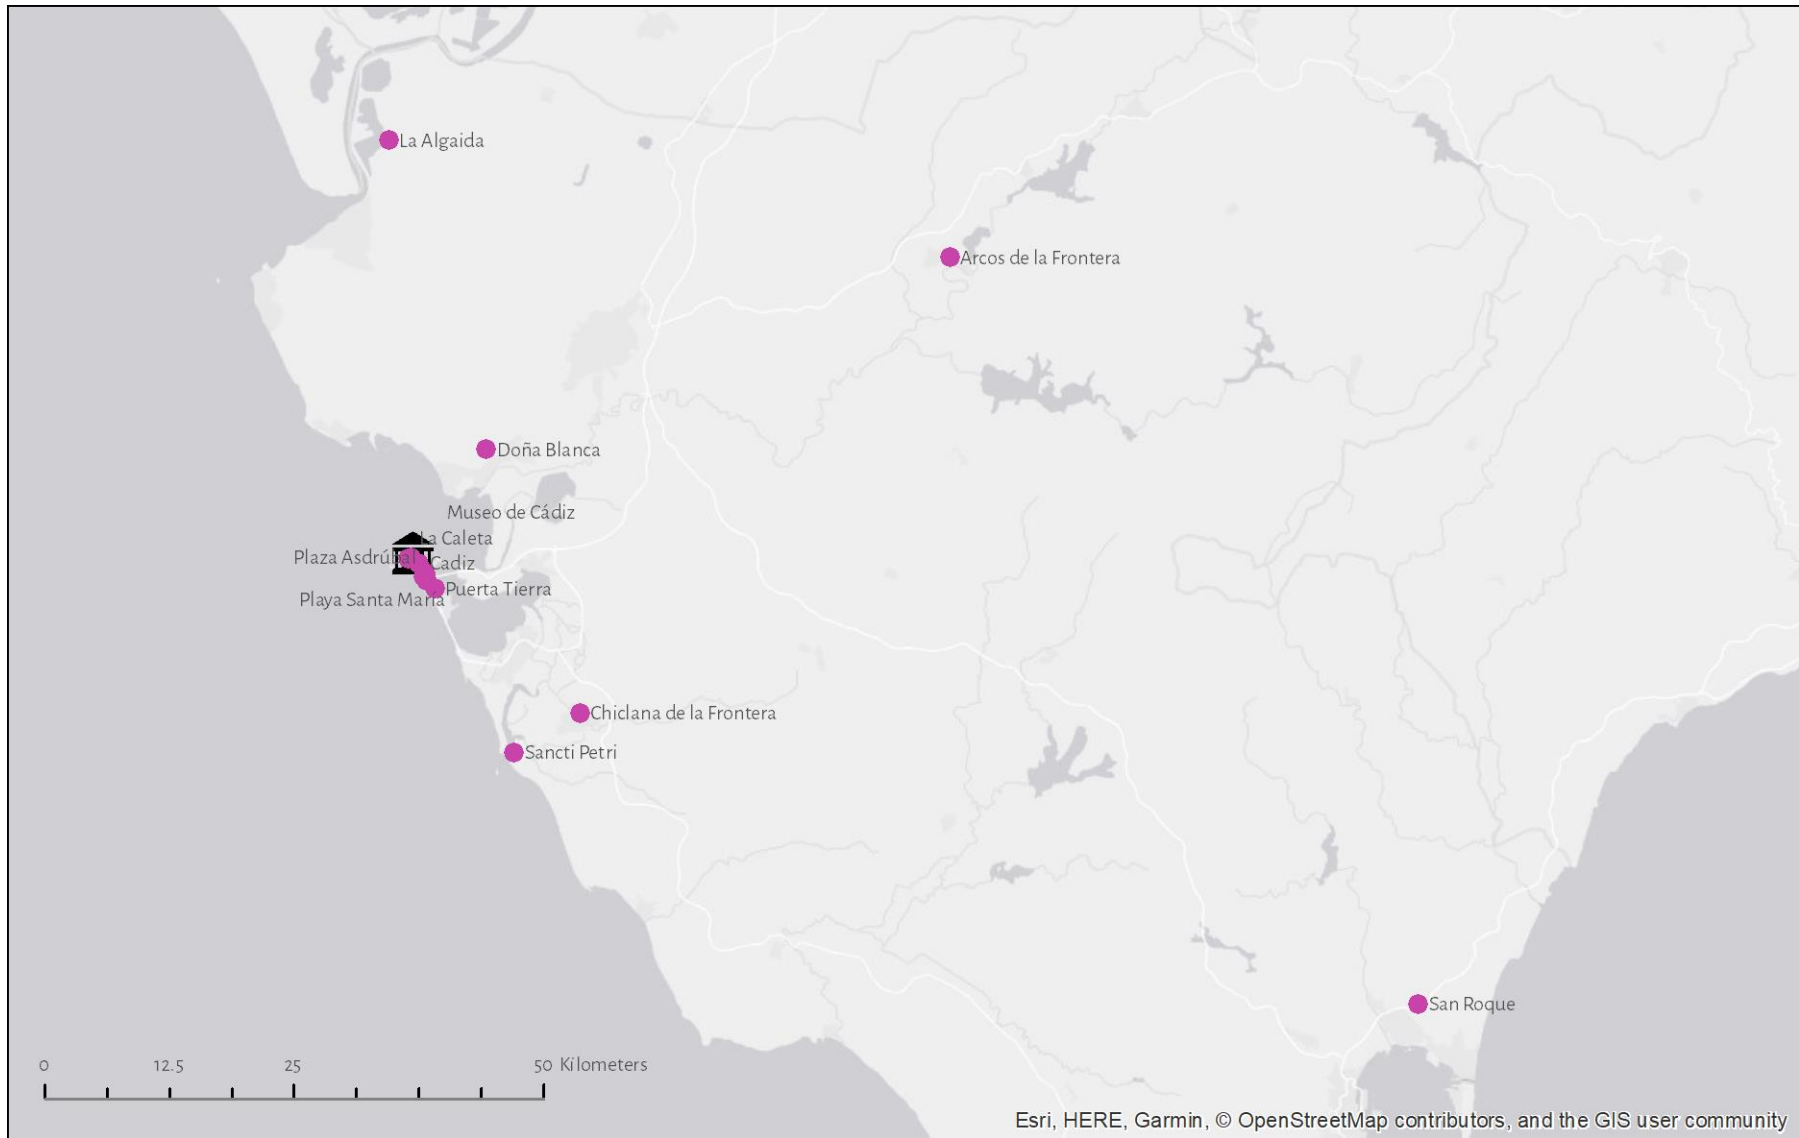 La Algaida
Arcos de la Frontera
Doña Blanca
Museo de Cádiz
La Caleta
Plaza Asdrúbal
Cadiz
Puerta Tierra
Playa Santa María
Chiclana de la Frontera
Sancti Petri
San Roque
0 12.5 25 50 Kilometers
Esri, HERE, Garmin, © OpenStreetMap contributors, and the GIS user community